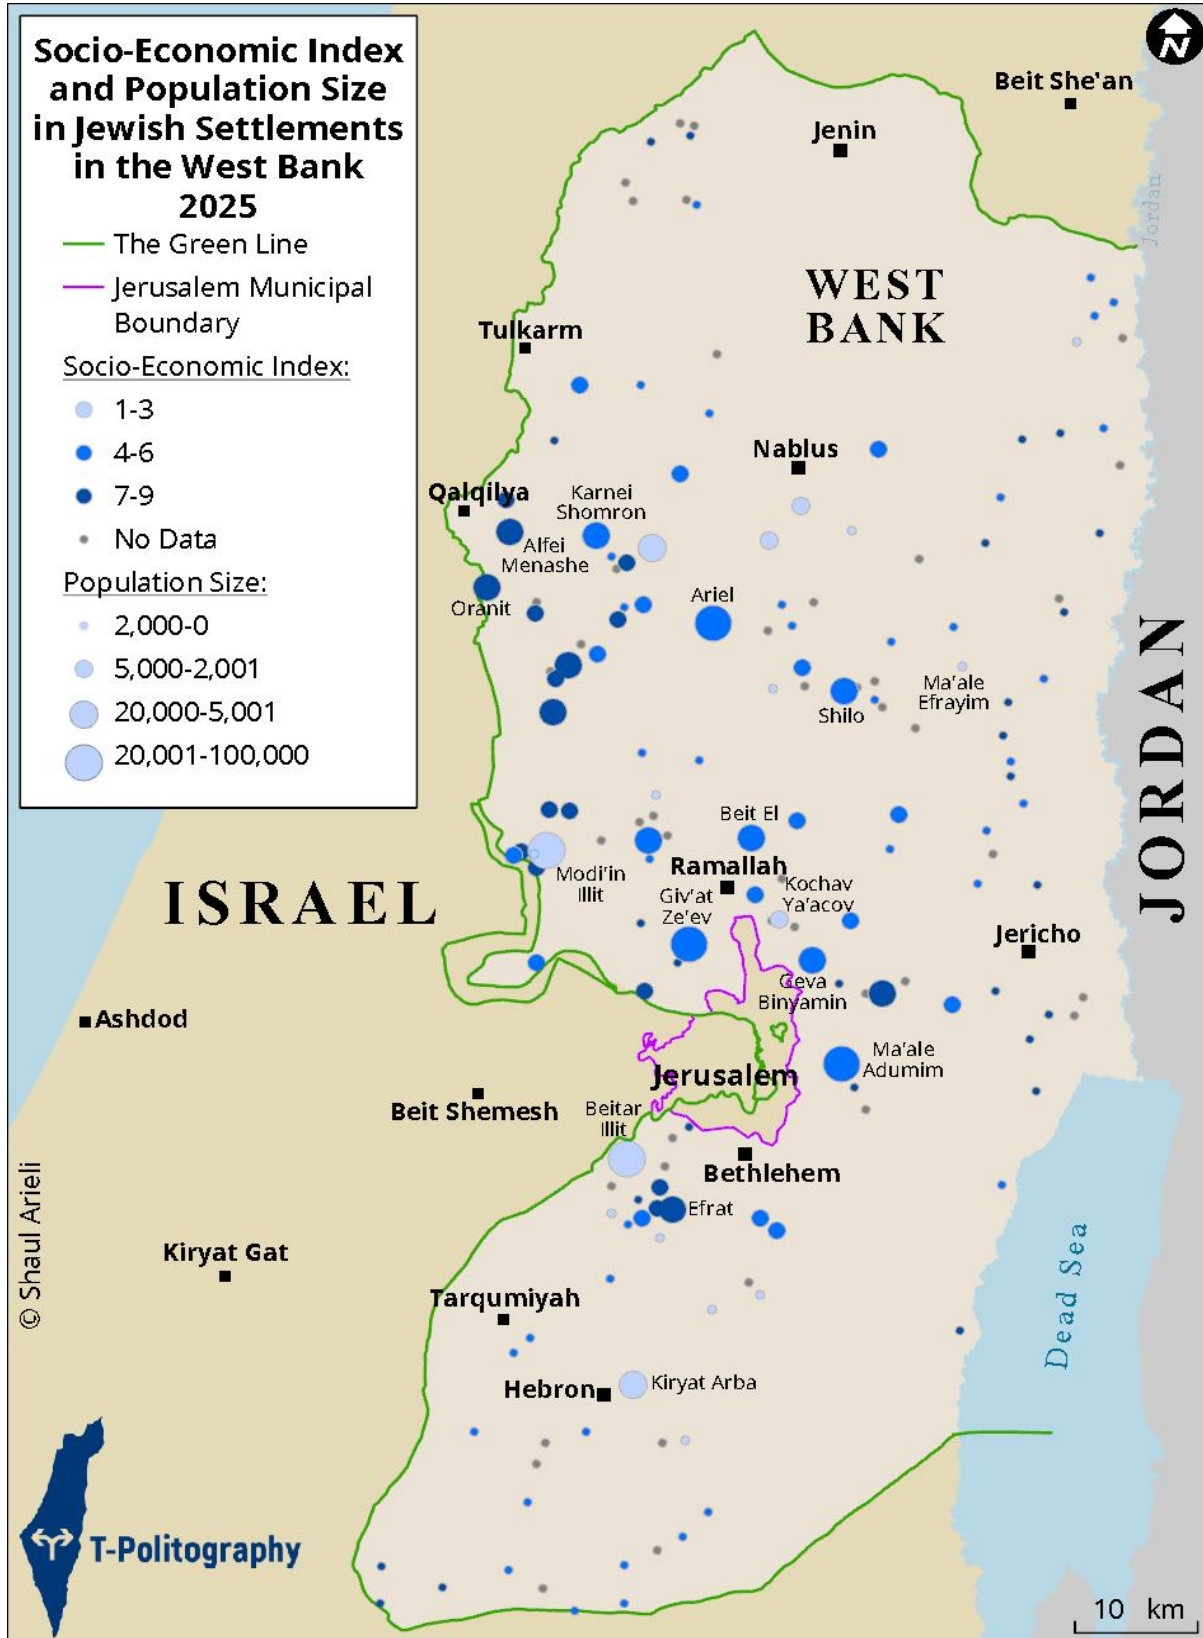 Socio-Economic Index
and Population Size
in Jewish Settlements
in the West Bank
2025
The Green Line
Jerusalem Municipal
Boundary
Socio-Economic Index:
1-3
4-6
7-9
No Data
Population Size:
2,000-0
5,000-2,001
20,000-5,001
20,001-100,000
N
Beit She'an
Jenin
Jordan
WEST
BANK
Tulkarm
Nablus
Qalqilya
Karnei
Shomron
Alfei
Menashe
Oranit
Ariel
Shilo
Ma'ale
Efrayim
JORDAN
Beit El
Ramallah
Modi'in
Illit
Giv'at
Ze'ev
Kochav
Ya'acov
ISRAEL
Jericho
Geva
Binyamin
Ashdod
Ma'ale
Adumim
Jerusalem
Beit Shemesh
Beitar
Illit
Bethlehem
Efrat
© Shaul Arieli
Kiryat Gat
Tarqumiyah
Dead Sea
Hebron
Kiryat Arba
T-Politography
10 km